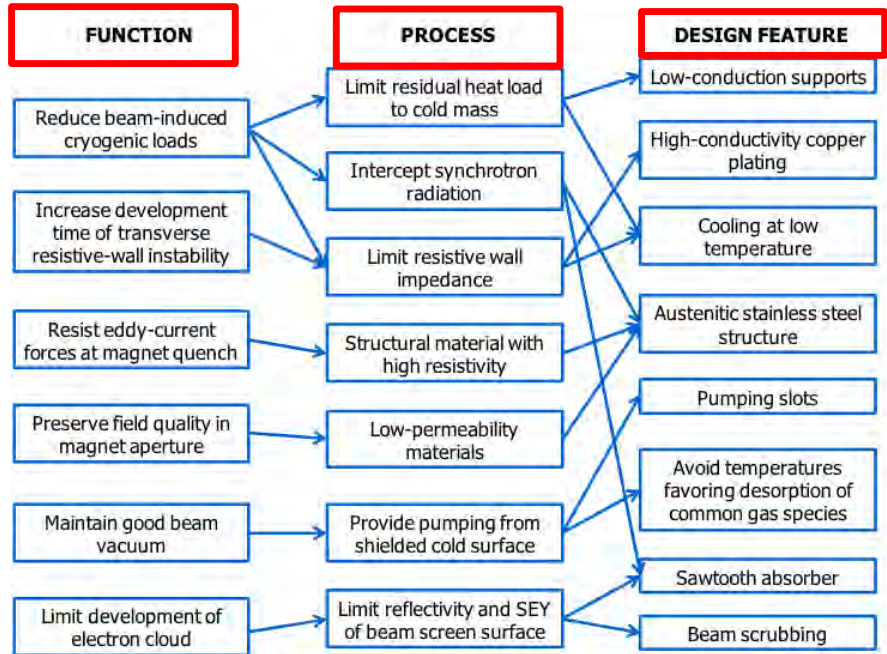 FUNCTION
PROCESS
DESIGN FEATURE
Reduce beam-induced
cryogenic loads
Increase development
time of transverse
resistive-wall instability
Resist eddy-current
forces at magnet quench
Preserve field quality in
magnet aperture
Maintain good beam
vacuum
Limit development of
electron cloud
Limit residual heat load
to cold mass
Intercept synchrotron
radiation
Limit resistive wall
impedance
Structural material with
high resistivity
Low-permeability
materials
Provide pumping from
shielded cold surface
Limit reflectivity and SEY
of beam screen surface
Low-conduction supports
High-conductivity copper
plating
Cooling at low
temperature
Austenitic stainless steel
structure
Pumping slots
Avoid temperatures
favoring desorption of
common gas species
Sawtooth absorber
Beam scrubbing